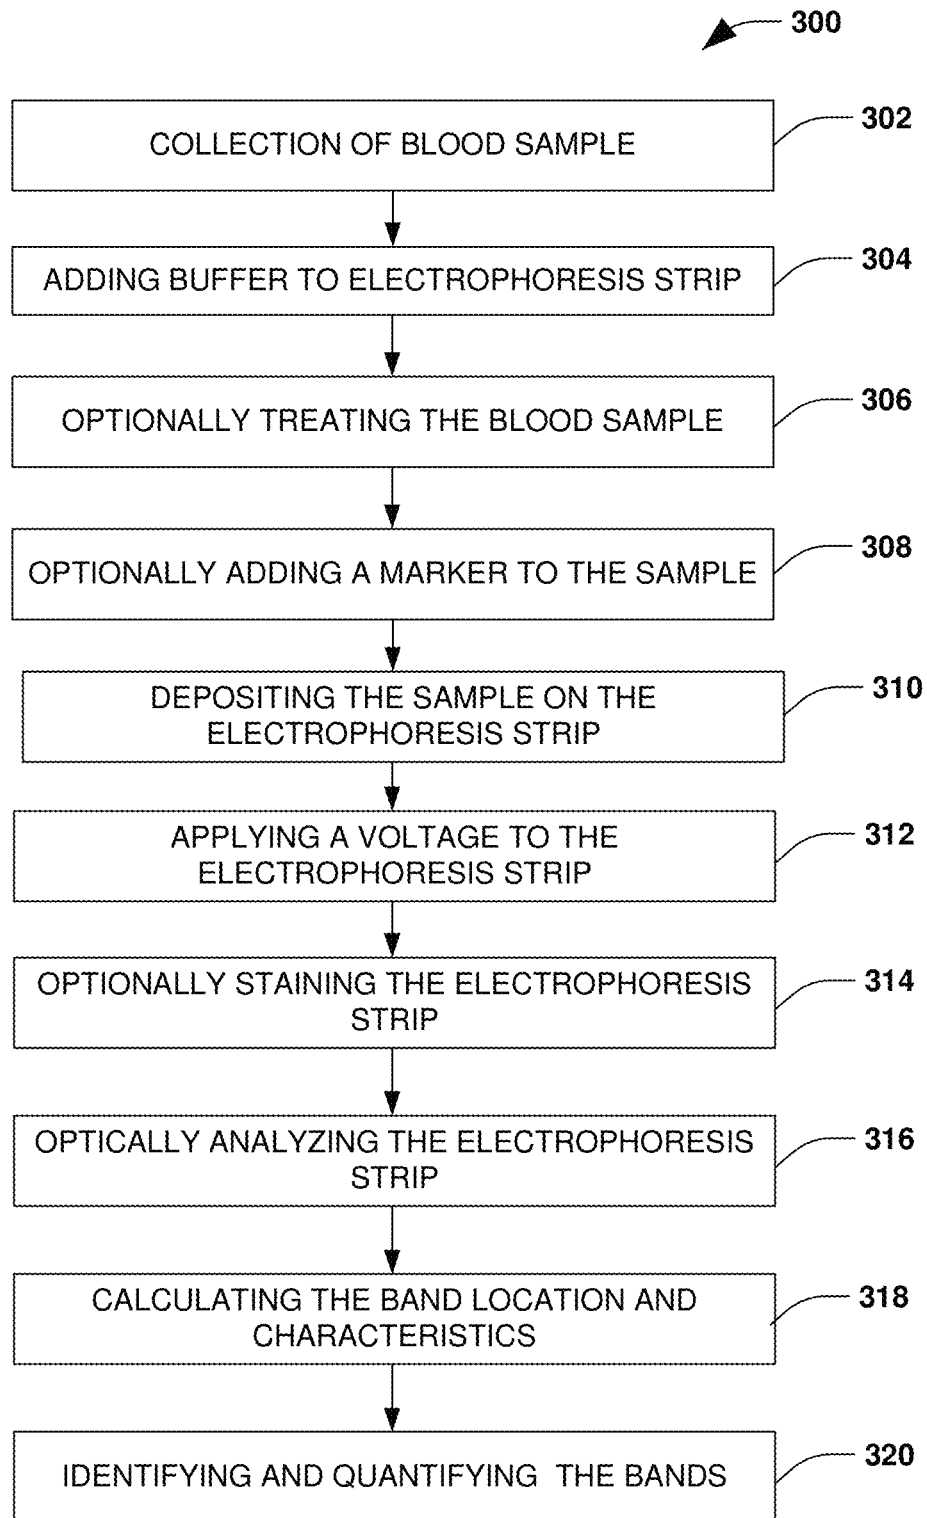 300
COLLECTION OF BLOOD SAMPLE
302
ADDING BUFFER TO ELECTROPHORESIS STRIP
304
OPTIONALLY TREATING THE BLOOD SAMPLE
306
OPTIONALLY ADDING A MARKER TO THE SAMPLE
308
DEPOSITING THE SAMPLE ON THE
ELECTROPHORESIS STRIP
310
APPLYING A VOLTAGE TO THE
ELECTROPHORESIS STRIP
312
OPTIONALLY STAINING THE ELECTROPHORESIS
STRIP
314
OPTICALLY ANALYZING THE ELECTROPHORESIS
STRIP
316
CALCULATING THE BAND LOCATION AND
CHARACTERISTICS
318
IDENTIFYING AND QUANTIFYING THE BANDS
320